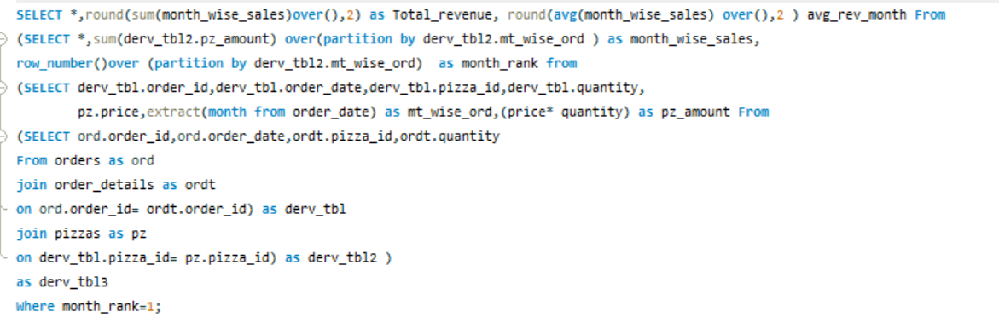 SELECT *,round(sum(month_wise_sales)over(),2) as Total_revenue, round(avg(month_wise_sales) over(),2 ) avg_rev_month From
(SELECT *,sum(derv_tbl2.pz_amount) over(partition by derv_tbl2.mt_wise_ord ) as month_wise_sales,
row_number()over (partition by derv_tbl2.mt_wise_ord)  as month_rank from
(SELECT derv_tbl.order_id,derv_tbl.order_date,derv_tbl.pizza_id,derv_tbl.quantity,
pz.price,extract(month from order_date) as mt_wise_ord,(price* quantity) as pz_amount From
(SELECT ord.order_id,ord.order_date,ordt.pizza_id,ordt.quantity
From orders as ord
join order_details as ordt
on ord.order_id= ordt.order_id) as derv_tbl
join pizzas as pz
on derv_tbl.pizza_id= pz.pizza_id) as derv_tbl2 )
as derv_tbl3
Where month_rank=1;